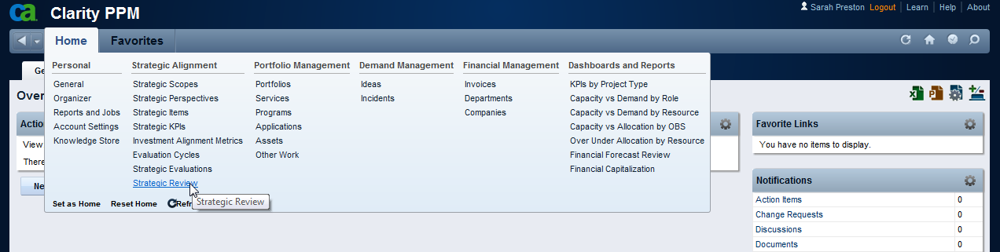 ca Clarity PPM
Sarah Preston Logout Learn Help About
Home Favorites
Personal
General
Organizer
Reports and Jobs
Account Settings
Knowledge Store
Strategic Alignment
Strategic Scopes
Strategic Perspectives
Strategic Items
Strategic KPIs
Investment Alignment Metrics
Evaluation Cycles
Strategic Evaluations
Strategic Review
Portfolio Management
Portfolios
Services
Programs
Applications
Assets
Other Work
Demand Management
Ideas
Incidents
Financial Management
Invoices
Departments
Companies
Dashboards and Reports
KPIs by Project Type
Capacity vs Demand by Role
Capacity vs Demand by Resource
Capacity vs Allocation by OBS
Over Under Allocation by Resource
Financial Forecast Review
Financial Capitalization
Set as Home Reset Home Refr
Strategic Review
Ge
Over
Action
View
There
Ne
Favorite Links
You have no items to display.
Notifications
Action Items 0
Change Requests 0
Discussions 0
Documents 0